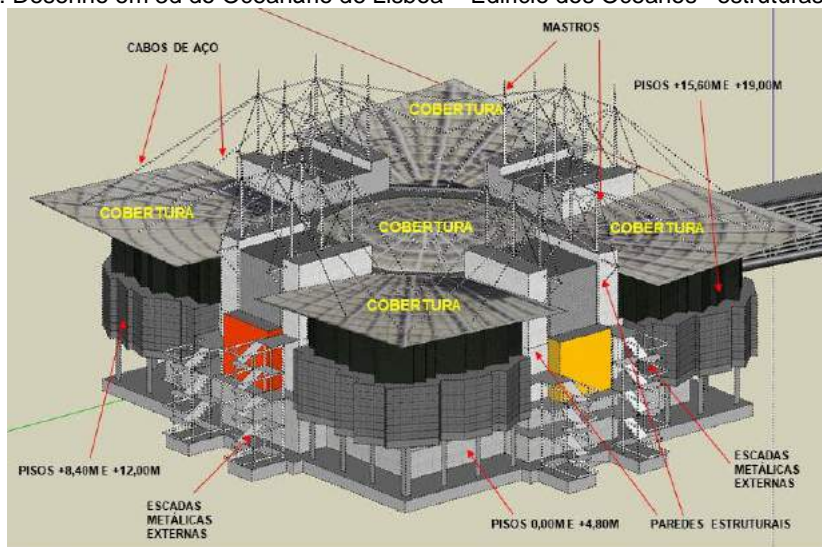 : Desenho em 3d do Oceanário de Lisboa – "Edifício dos Oceanos" estruturas
MASTROS
CABOS DE AÇO
PISOS +15,60M E +19,00M
COBERTURA
COBERTURA
COBERTURA
COBERTURA
COBERTURA
PISOS +8,40M E +12,00M
ESCADAS
METÁLICAS
EXTERNAS
PISOS 0,00M E +4,80M
PAREDES ESTRUTURAIS
ESCADAS
METÁLICAS
EXTERNAS